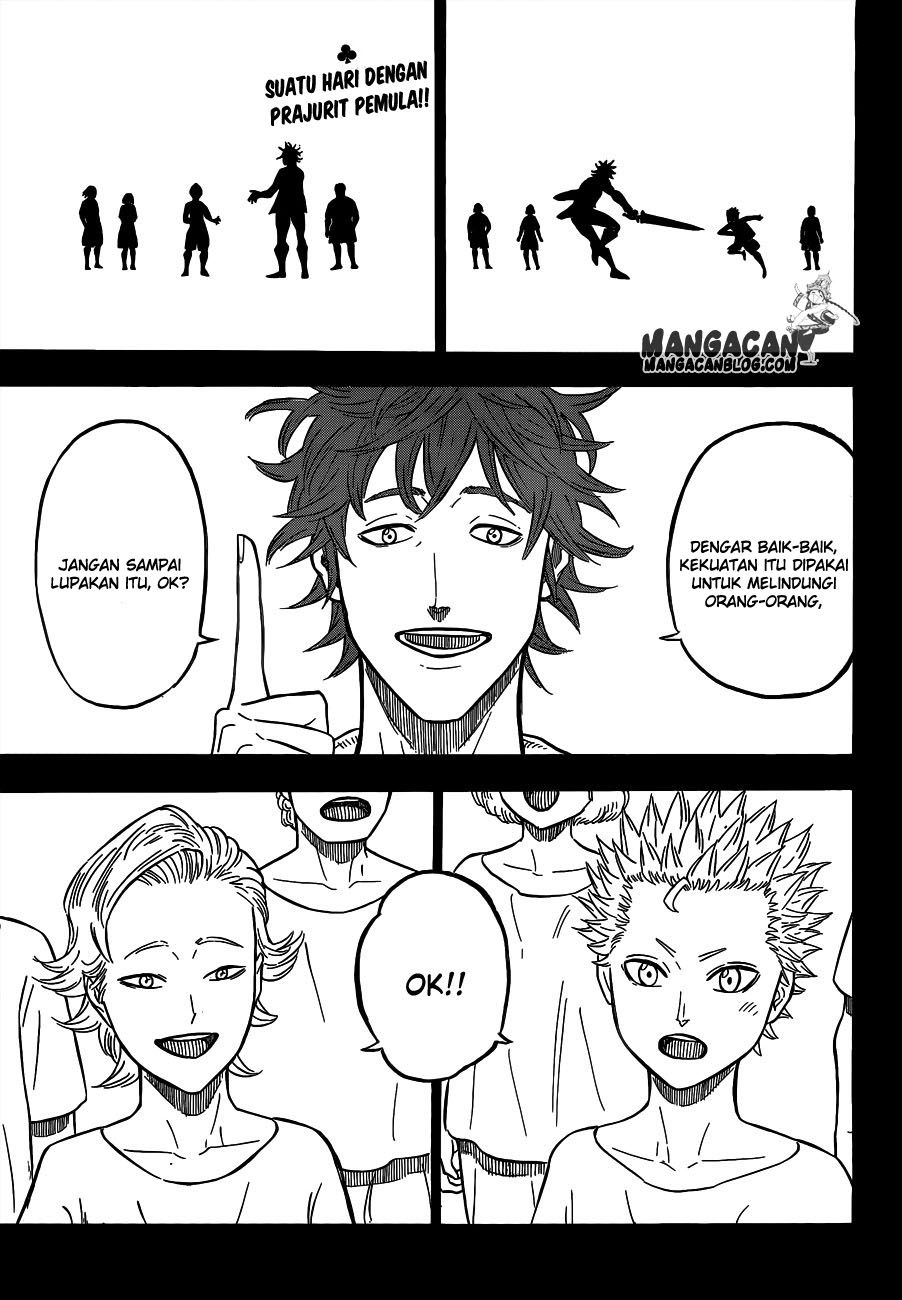 ♣
SUATU HARI DENGAN
PRAJURIT PEMULA!!
MANGACAN
MANGACANBLOG.COM
DENGAR BAIK-BAIK,
KEKUATAN ITU DIPAKAI
UNTUK MELINDUNGI
ORANG-ORANG,
JANGAN SAMPAI
LUPAKAN ITU, OK?
OK!!